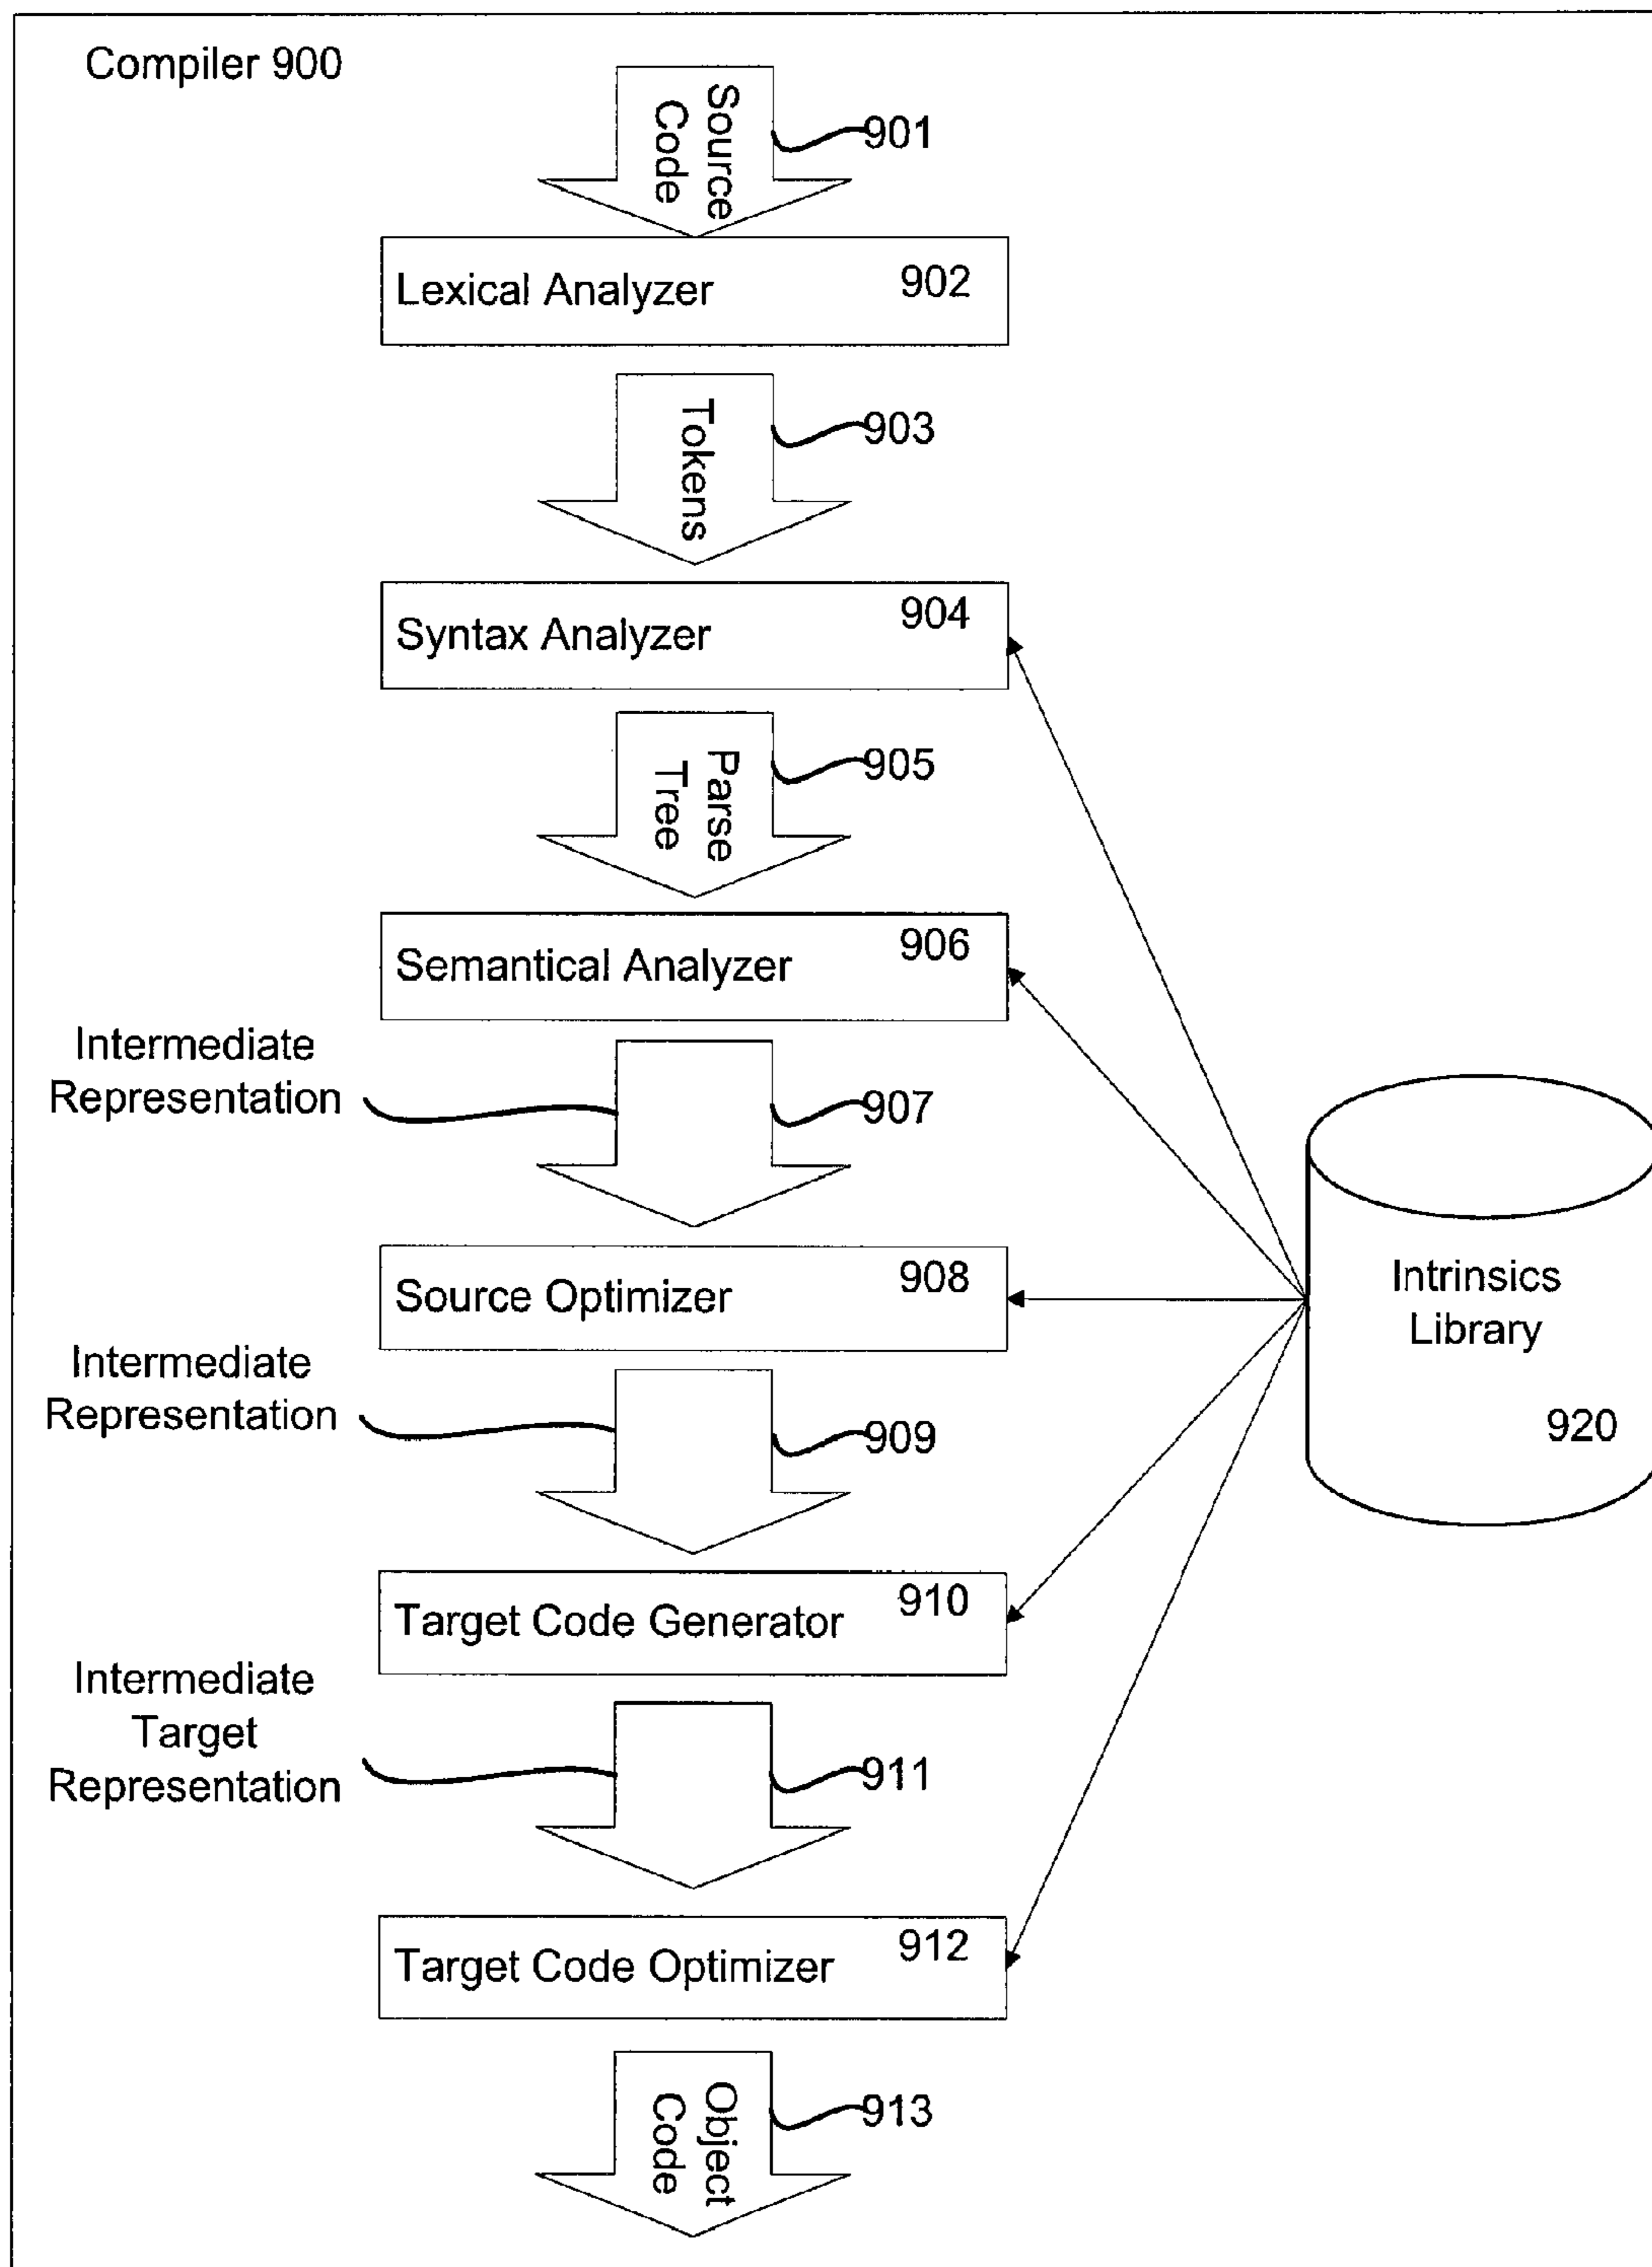 Compiler 900
Source
Code
901
Lexical Analyzer 902
Tokens
903
Syntax Analyzer 904
Parse
Tree
905
Semantical Analyzer 906
Intermediate
Representation
907
Source Optimizer 908
Intrinsics
Library
920
Intermediate
Representation
909
Target Code Generator 910
Intermediate
Target
Representation
911
Target Code Optimizer 912
Object
Code
913